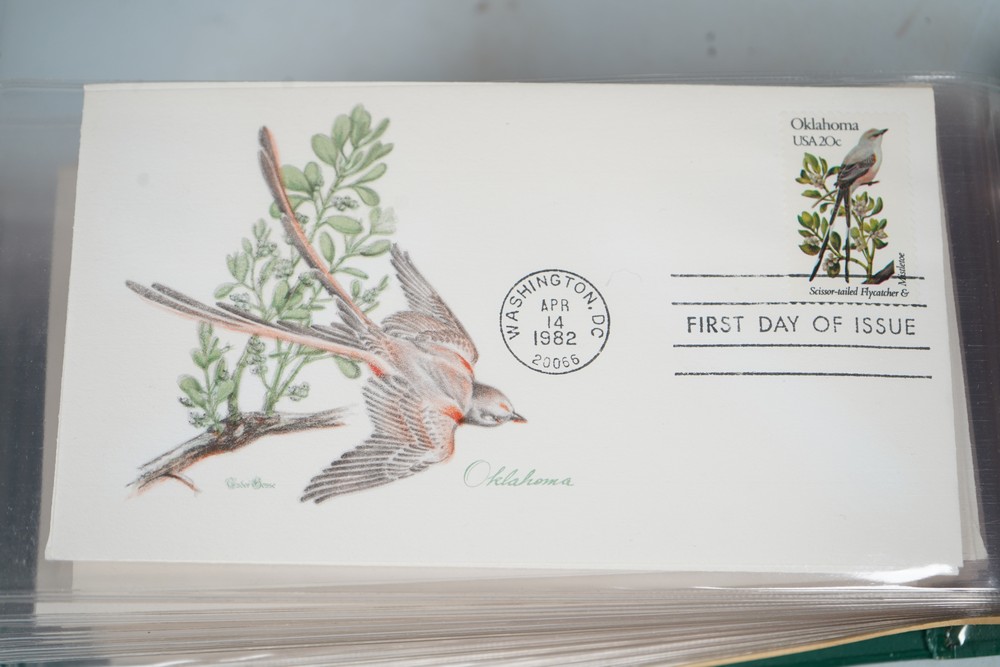 Oklahoma
USA 20c
Scissor-tailed Flycatcher &
Mistletoe
WASHINGTON, DC
APR
14
1982
20066
FIRST DAY OF ISSUE
Oklahoma